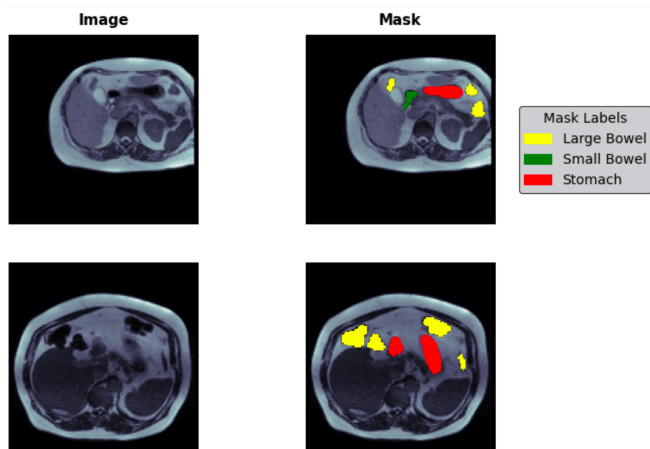 Image
Mask
Mask Labels
Large Bowel
Small Bowel
Stomach